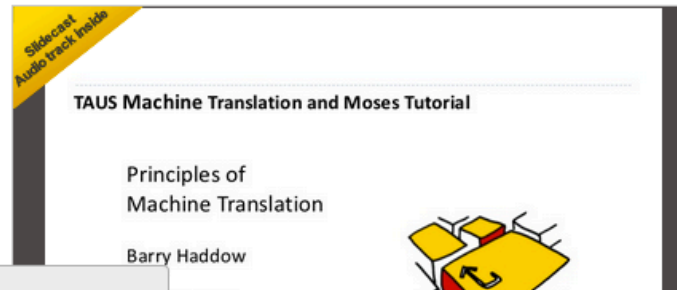 Slidecast
Audio track inside
TAUS Machine Translation and Moses Tutorial
Principles of
Machine Translation
Barry Haddow